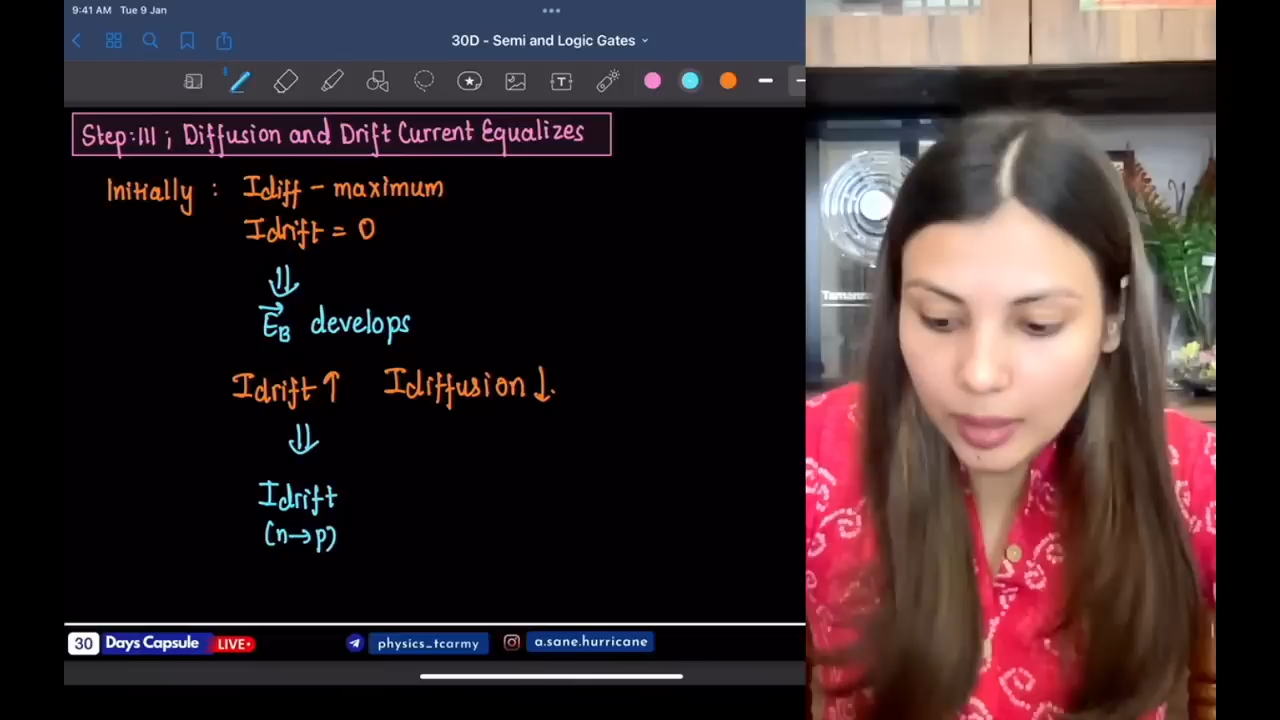 9:41 AM Tue 9 Jan
30D - Semi and Logic Gates
Step:III ; Diffusion and Drift Current Equalizes
Initially : Idiff - maximum
Idrift = 0
⇓
E⃗B develops
Idrift ↑ Idiffusion ↓.
⇓
Idrift
(n→p)
30 Days Capsule LIVE physics_tcarmy a.sane.hurricane